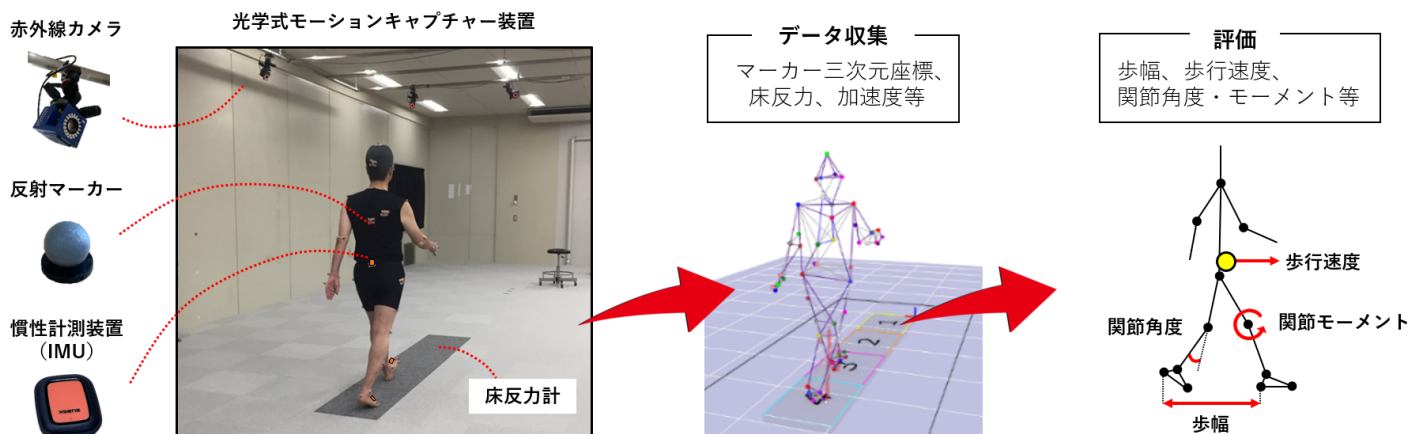 光学式モーションキャプチャー装置
赤外線カメラ
反射マーカー
慣性計測装置
（IMU）
xsens
床反力計
データ収集
マーカー三次元座標、
床反力、加速度等
1
2
3
評価
歩幅、歩行速度、
関節角度・モーメント等
歩行速度
関節角度
関節モーメント
歩幅